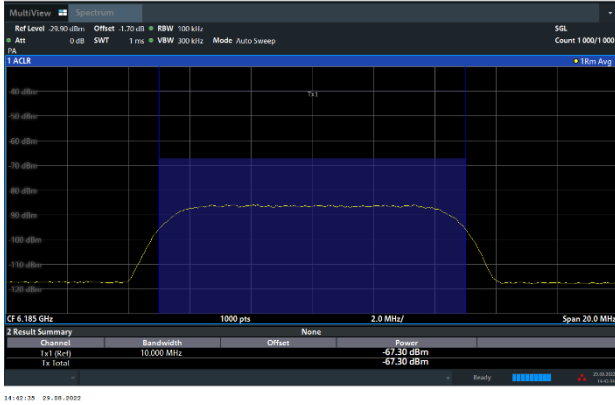 MultiView Spectrum
Ref Level -29.90 dBm Offset -1.70 dB RBW 100 kHz SGL
Att 0 dB SWT 1 ms VBW 300 kHz Mode Auto Sweep Count 1000/1000
PA
1 ACLR 1Rm Avg
-40 dBm
Tx1
-50 dBm
-60 dBm
-70 dBm
-80 dBm
-90 dBm
-100 dBm
-110 dBm
-120 dBm
CF 6.185 GHz 1000 pts 2.0 MHz/ Span 20.0 MHz
2 Result Summary None
Channel Bandwidth Offset Power
Tx1 (Ref) 10.000 MHz -67.30 dBm
Tx Total -67.30 dBm
Ready
14:42:35 29.08.2022